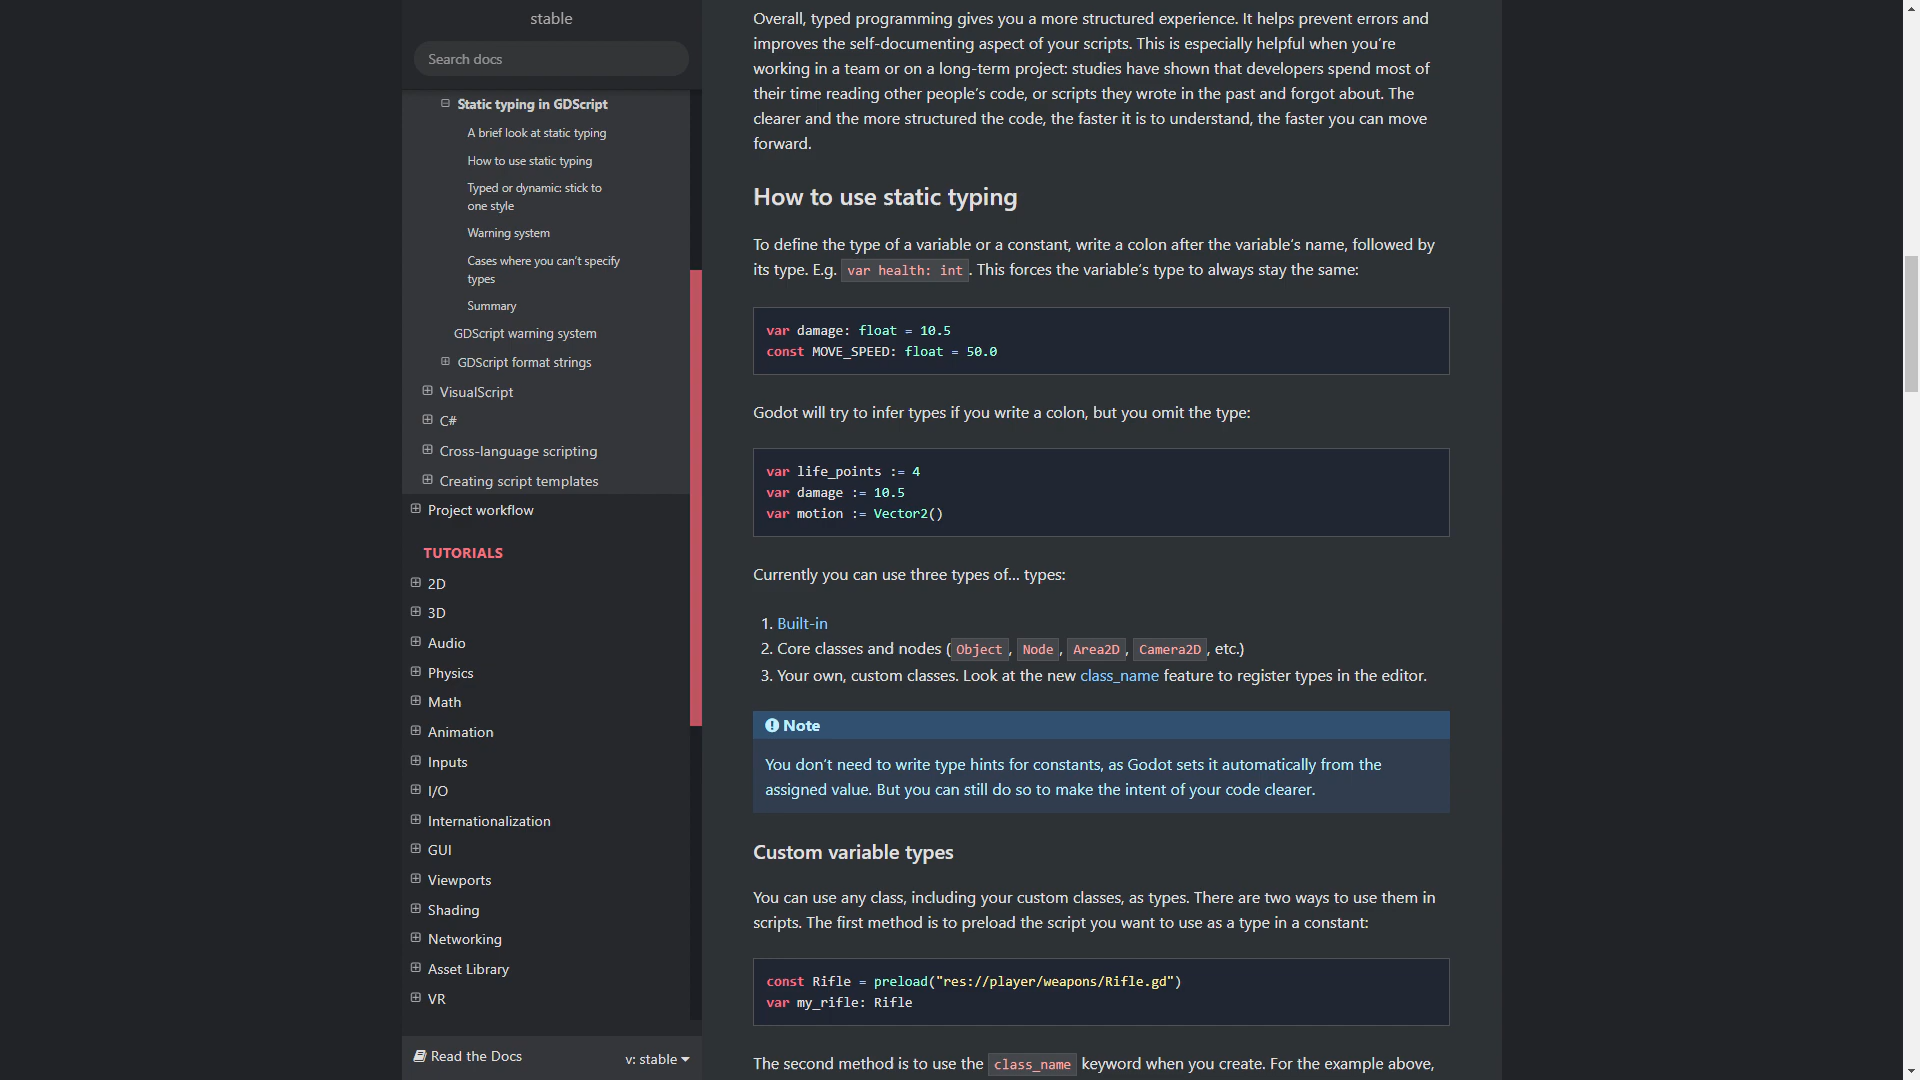 stable
Search docs
Static typing in GDScript
A brief look at static typing
How to use static typing
Typed or dynamic: stick to
one style
Warning system
Cases where you can’t specify
types
Summary
GDScript warning system
GDScript format strings
VisualScript
C#
Cross-language scripting
Creating script templates
Project workflow
TUTORIALS
2D
3D
Audio
Physics
Math
Animation
Inputs
I/O
Internationalization
GUI
Viewports
Shading
Networking
Asset Library
VR
Read the Docs
v: stable
Overall, typed programming gives you a more structured experience. It helps prevent errors and
improves the self-documenting aspect of your scripts. This is especially helpful when you’re
working in a team or on a long-term project: studies have shown that developers spend most of
their time reading other people’s code, or scripts they wrote in the past and forgot about. The
clearer and the more structured the code, the faster it is to understand, the faster you can move
forward.
How to use static typing
To define the type of a variable or a constant, write a colon after the variable’s name, followed by
its type. E.g. var health: int . This forces the variable’s type to always stay the same:
var damage: float = 10.5
const MOVE_SPEED: float = 50.0
Godot will try to infer types if you write a colon, but you omit the type:
var life_points := 4
var damage := 10.5
var motion := Vector2()
Currently you can use three types of… types:
1. Built-in
2. Core classes and nodes ( Object , Node , Area2D , Camera2D , etc.)
3. Your own, custom classes. Look at the new class_name feature to register types in the editor.
Note
You don’t need to write type hints for constants, as Godot sets it automatically from the
assigned value. But you can still do so to make the intent of your code clearer.
Custom variable types
You can use any class, including your custom classes, as types. There are two ways to use them in
scripts. The first method is to preload the script you want to use as a type in a constant:
const Rifle = preload("res://player/weapons/Rifle.gd")
var my_rifle: Rifle
The second method is to use the class_name keyword when you create. For the example above,